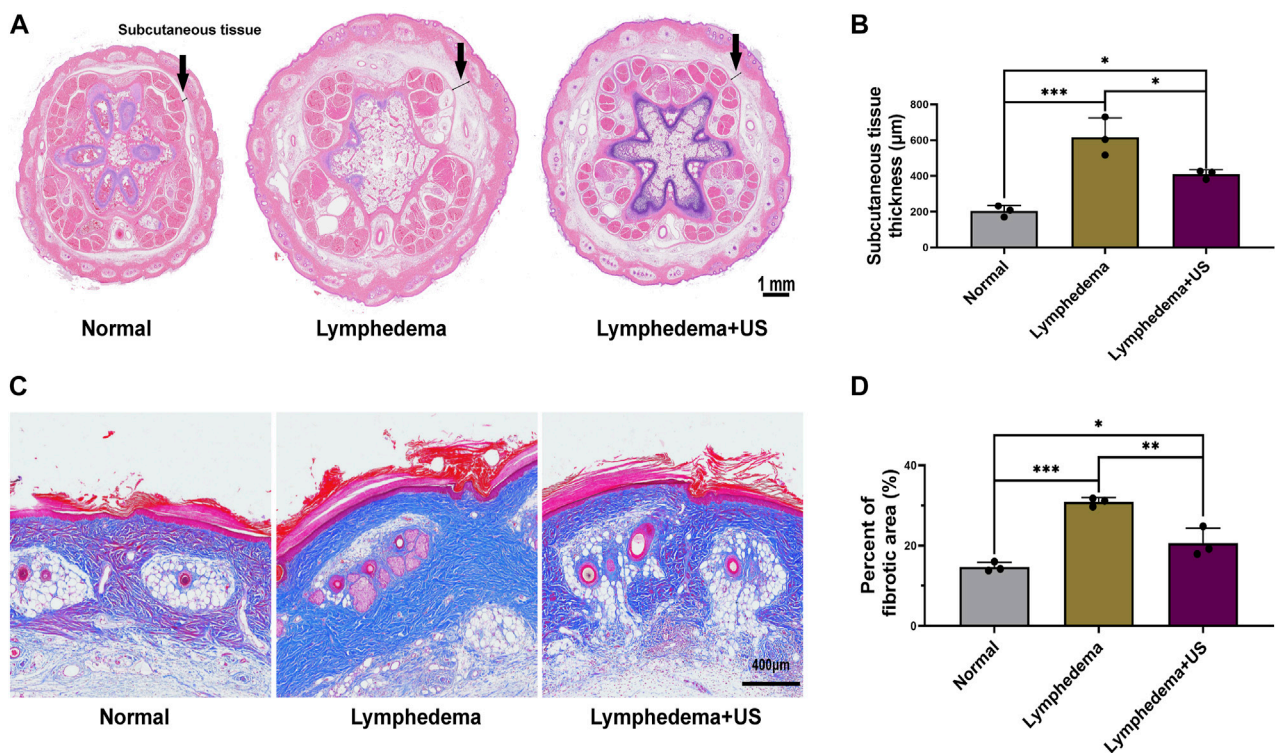 A
Subcutaneous tissue
1 mm
Normal
Lymphedema
Lymphedema+US
B
Subcutaneous tissue
thickness (μm)
800
600
400
200
0
*
***
*
Normal
Lymphedema
Lymphedema+US
C
400μm
Normal
Lymphedema
Lymphedema+US
D
Percent of
fibrotic area (%)
40
20
0
*
***
**
Normal
Lymphedema
Lymphedema+US